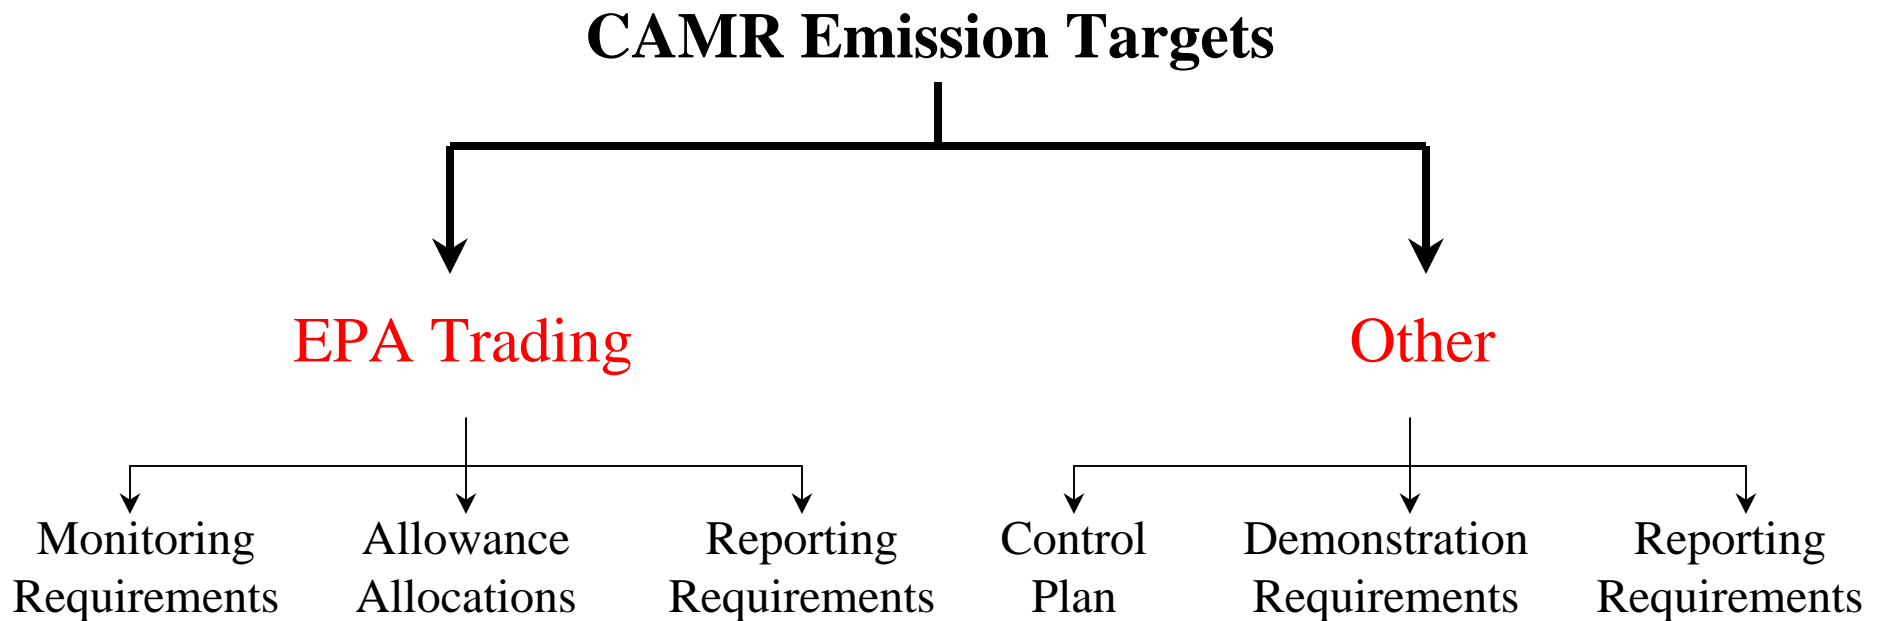 CAMR Emission Targets
EPA Trading
Other
Monitoring
Requirements
Allowance
Allocations
Reporting
Requirements
Control
Plan
Demonstration
Requirements
Reporting
Requirements